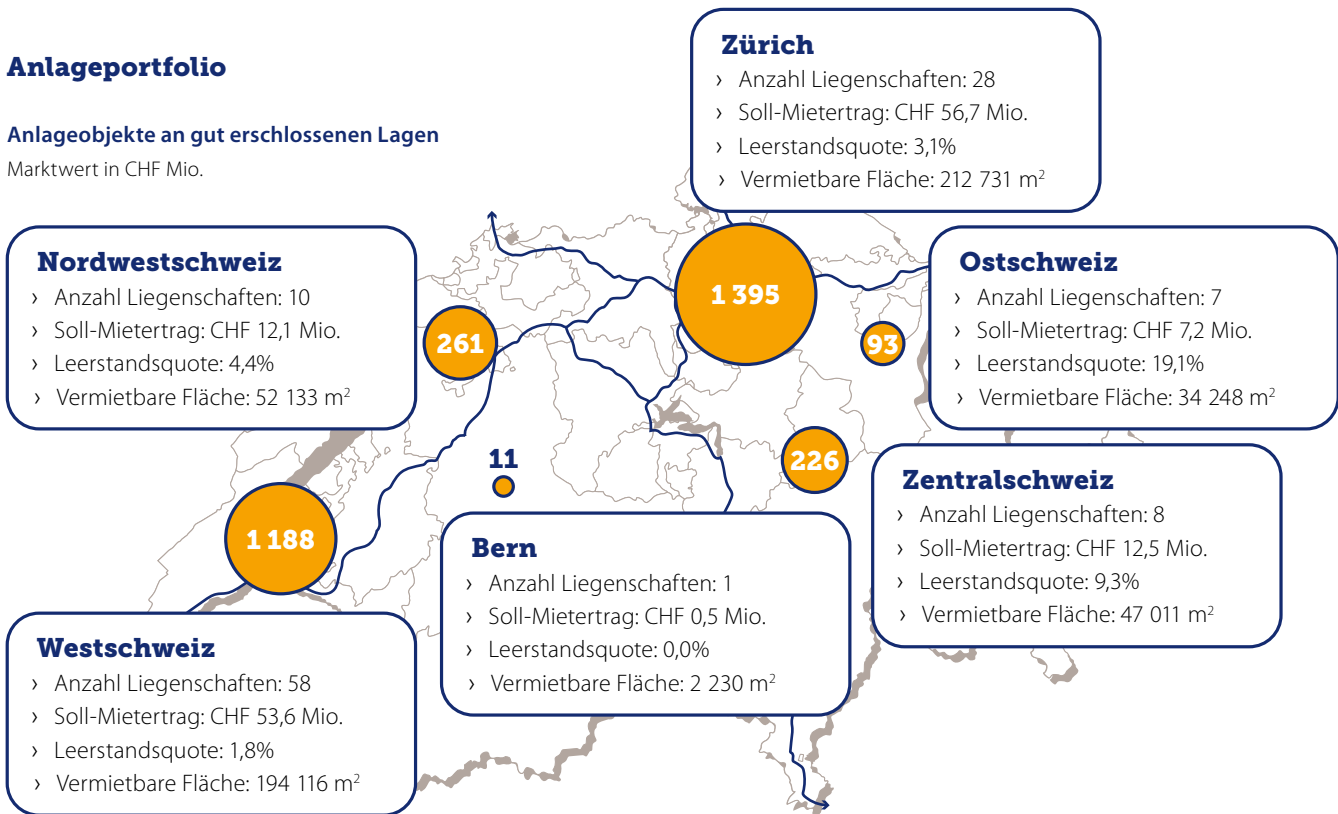 Anlageportfolio
Anlageobjekte an gut erschlossenen Lagen
Marktwert in CHF Mio.
Zürich
› Anzahl Liegenschaften: 28
› Soll-Mietertrag: CHF 56,7 Mio.
› Leerstandsquote: 3,1%
› Vermietbare Fläche: 212 731 m²
Nordwestschweiz
› Anzahl Liegenschaften: 10
› Soll-Mietertrag: CHF 12,1 Mio.
› Leerstandsquote: 4,4%
› Vermietbare Fläche: 52 133 m²
261
1 395
93
Ostschweiz
› Anzahl Liegenschaften: 7
› Soll-Mietertrag: CHF 7,2 Mio.
› Leerstandsquote: 19,1%
› Vermietbare Fläche: 34 248 m²
1 188
11
226
Zentralschweiz
› Anzahl Liegenschaften: 8
› Soll-Mietertrag: CHF 12,5 Mio.
› Leerstandsquote: 9,3%
› Vermietbare Fläche: 47 011 m²
Bern
› Anzahl Liegenschaften: 1
› Soll-Mietertrag: CHF 0,5 Mio.
› Leerstandsquote: 0,0%
› Vermietbare Fläche: 2 230 m²
Westschweiz
› Anzahl Liegenschaften: 58
› Soll-Mietertrag: CHF 53,6 Mio.
› Leerstandsquote: 1,8%
› Vermietbare Fläche: 194 116 m²